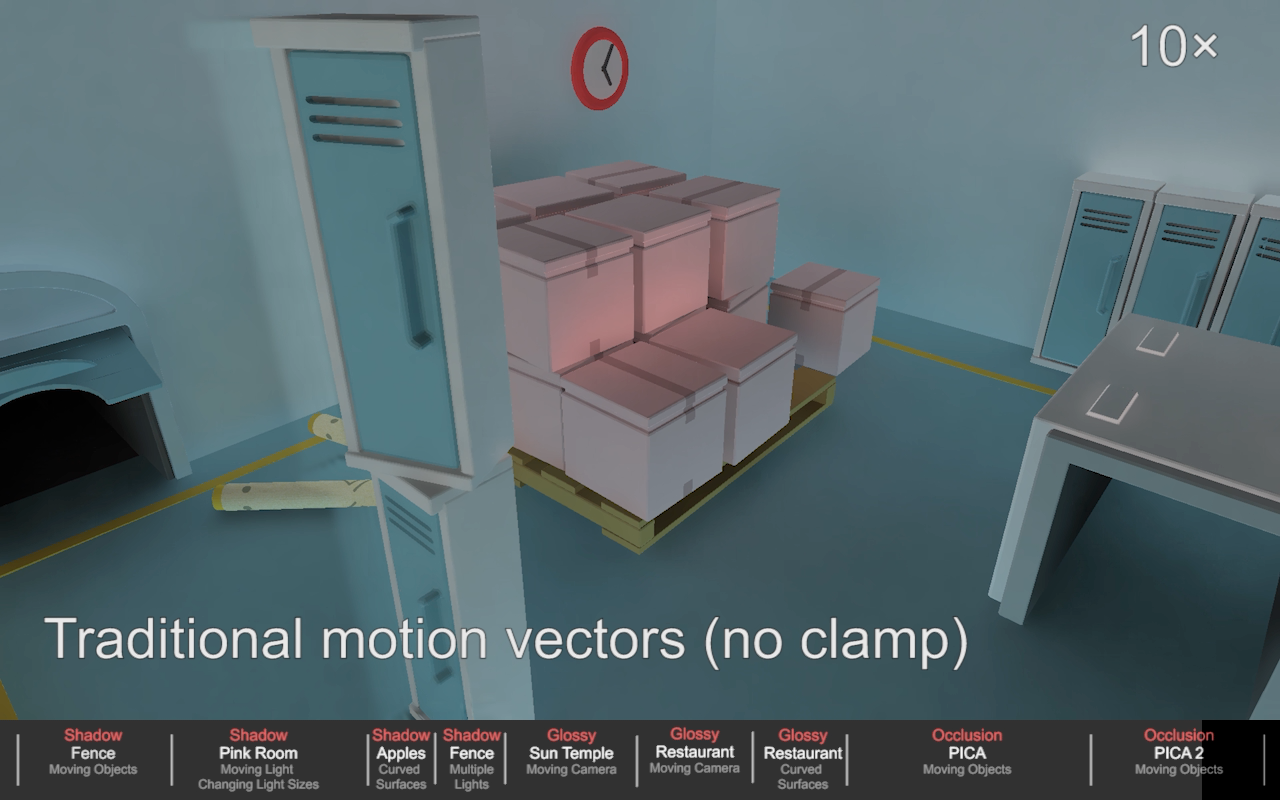 10×
Traditional motion vectors (no clamp)
Shadow
Fence
Moving Objects
Shadow
Pink Room
Moving Light
Changing Light Sizes
Shadow
Apples
Curved
Surfaces
Shadow
Fence
Multiple
Lights
Glossy
Sun Temple
Moving Camera
Glossy
Restaurant
Moving Camera
Glossy
Restaurant
Curved
Surfaces
Occlusion
PICA
Moving Objects
Occlusion
PICA 2
Moving Objects